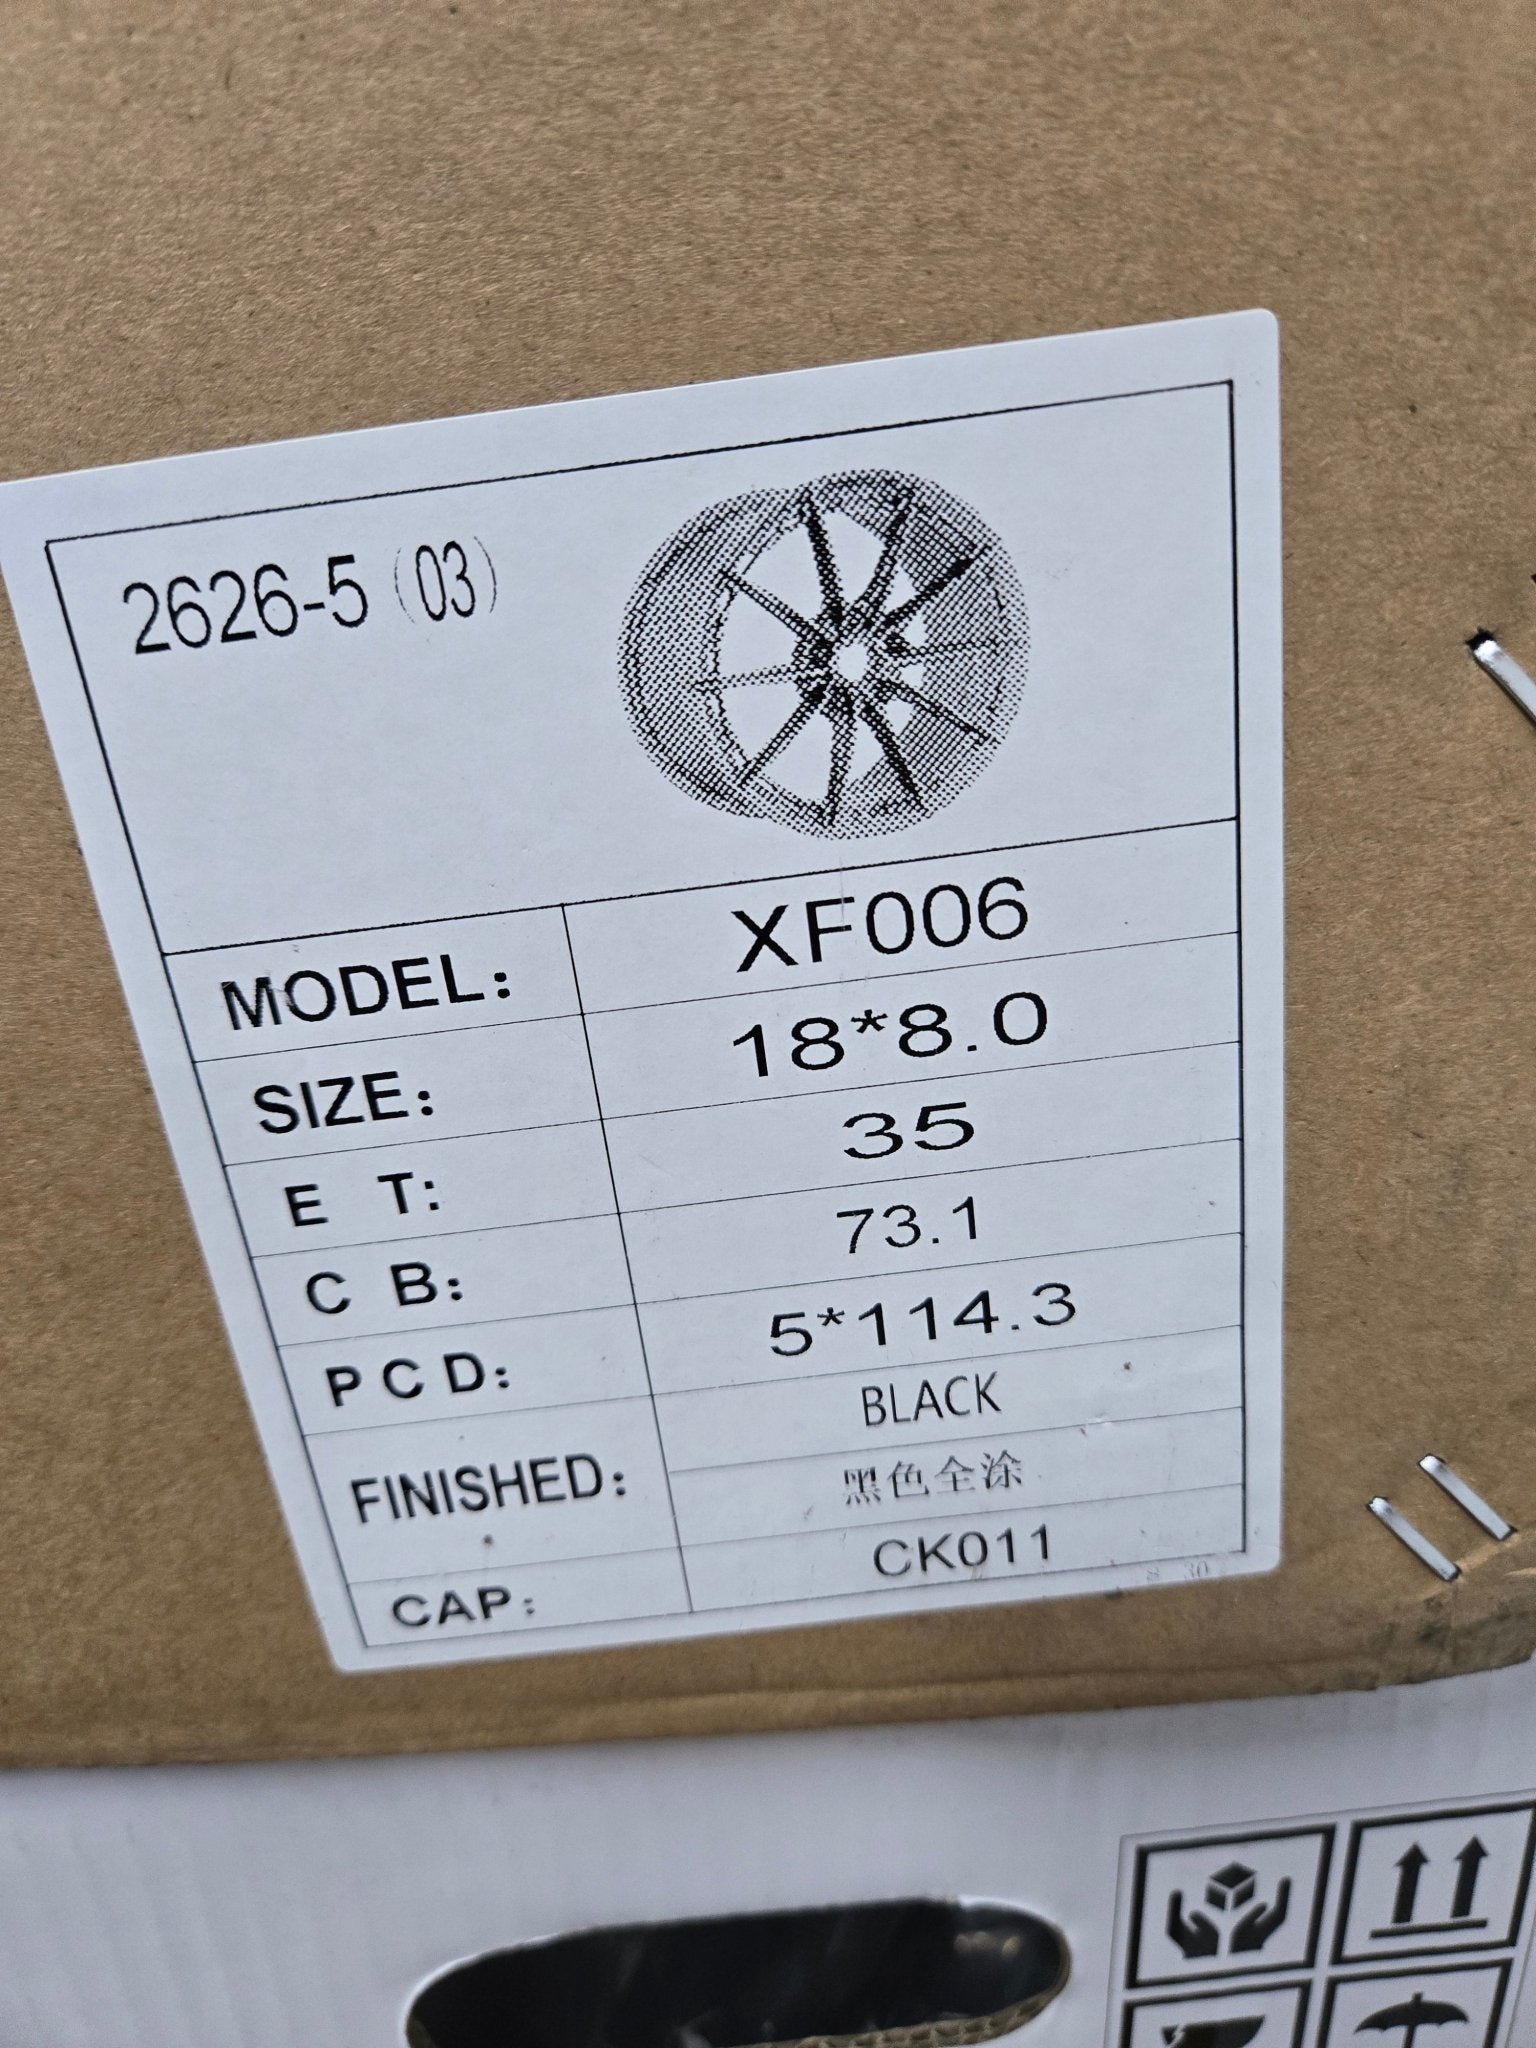 2626-5 (03)
MODEL: XF006
SIZE: 18*8.0
E T: 35
C B: 73.1
P C D: 5*114.3
FINISHED: BLACK
黑色全涂
CAP: CK011